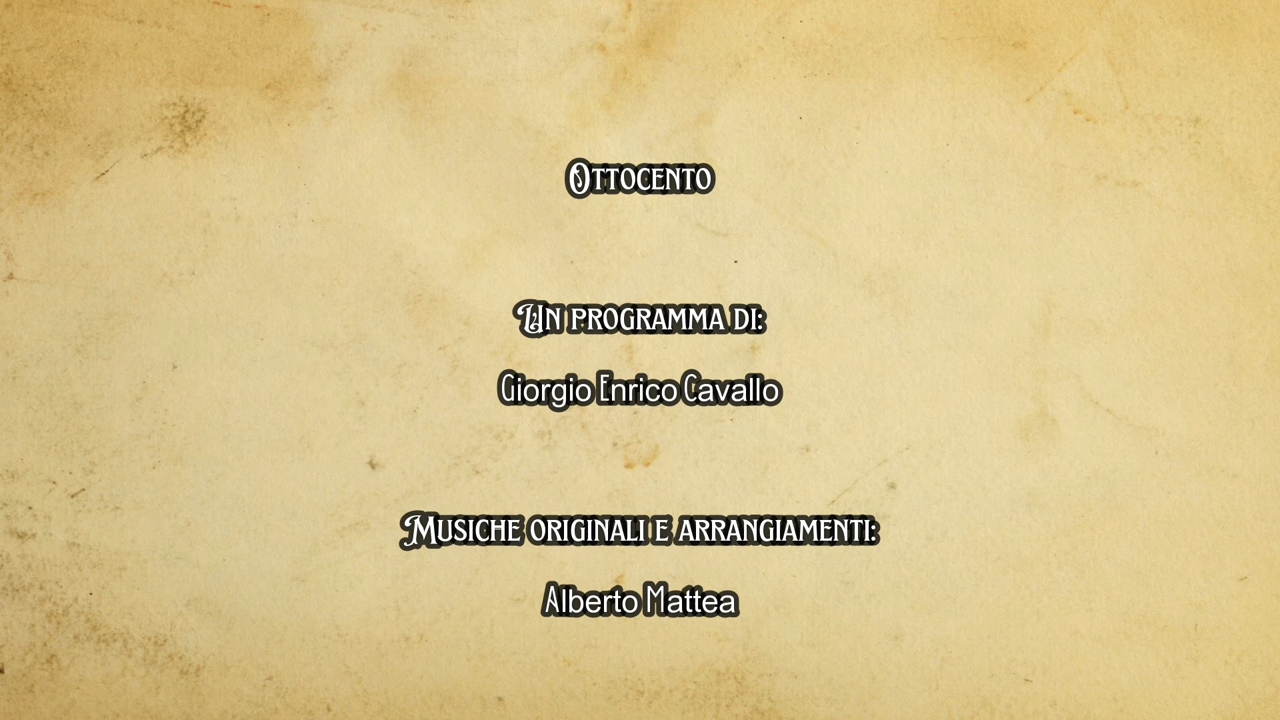 Ottocento
Un programma di:
Giorgio Enrico Cavallo
Musiche originali e arrangiamenti:
Alberto Mattea